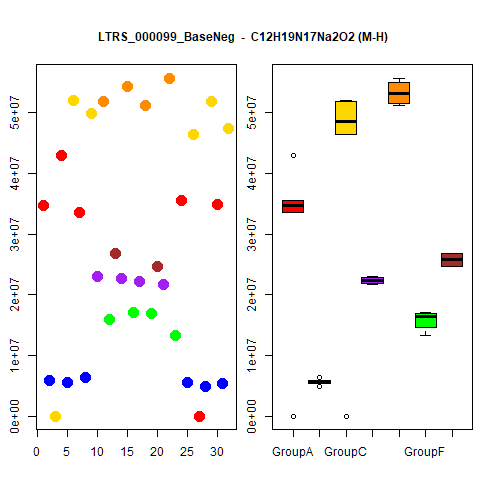 LTRS_000099_BaseNeg - C12H19N17Na2O2 (M-H)
0e+00 1e+07 2e+07 3e+07 4e+07 5e+07
0 5 10 15 20 25 30
0e+00 1e+07 2e+07 3e+07 4e+07 5e+07
GroupA GroupC GroupF